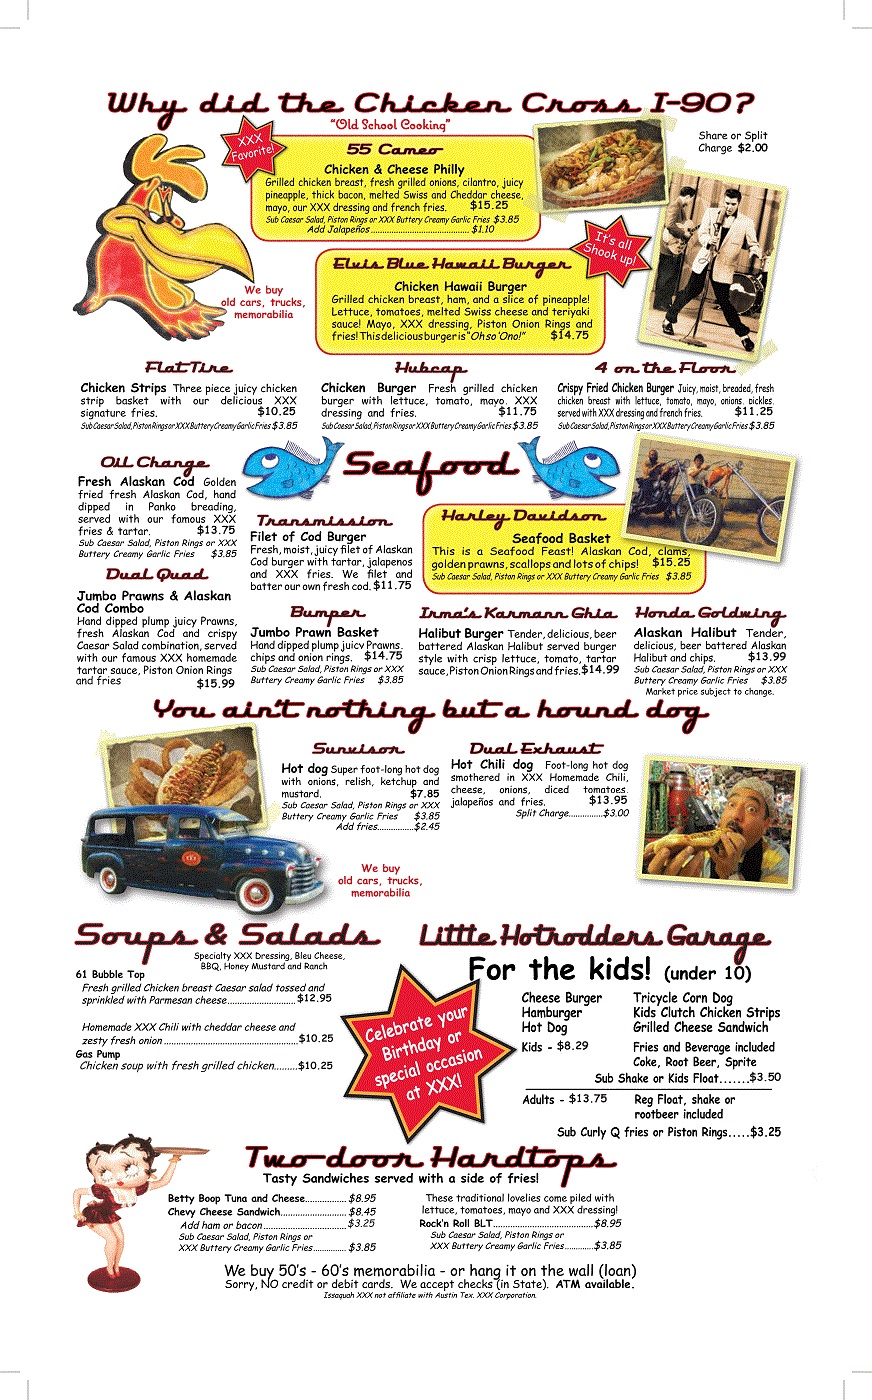 Why did the Chicken Cross I-90?
"Old School Cooking"
XXX
Favorite!
55 Cameo
Chicken & Cheese Philly
Grilled chicken breast, fresh grilled onions, cilantro, juicy
pineapple, thick bacon, melted Swiss and Cheddar cheese,
mayo, our XXX dressing and french fries. $15.25
Sub Caesar Salad, Piston Rings or XXX Buttery Creamy Garlic Fries $3.85
Add Jalapeños........................................ $1.10
Share or Split
Charge $2.00
We buy
old cars, trucks,
memorabilia
It's all
Shook up!
Elvis Blue Hawaii Burger
Chicken Hawaii Burger
Grilled chicken breast, ham, and a slice of pineapple!
Lettuce, tomatoes, melted Swiss cheese and teriyaki
sauce! Mayo, XXX dressing, Piston Onion Rings and
fries! This delicious burger is "Oh so 'Ono!" $14.75
Flat Tire
Chicken Strips Three piece juicy chicken
strip basket with our delicious XXX
signature fries. $10.25
Sub Caesar Salad, Piston Rings or XXX Buttery Creamy Garlic Fries $3.85
Hubcap
Chicken Burger Fresh grilled chicken
burger with lettuce, tomato, mayo, XXX
dressing and fries. $11.75
Sub Caesar Salad, Piston Rings or XXX Buttery Creamy Garlic Fries $3.85
4 on the Floor
Crispy Fried Chicken Burger Juicy, moist, breaded, fresh
chicken breast with lettuce, tomato, mayo, onions, pickles,
served with XXX dressing and french fries. $11.25
Sub Caesar Salad, Piston Rings or XXX Buttery Creamy Garlic Fries $3.85
Seafood
Oil Change
Fresh Alaskan Cod Golden
fried fresh Alaskan Cod, hand
dipped in Panko breading,
served with our famous XXX
fries & tartar. $13.75
Sub Caesar Salad, Piston Rings or XXX
Buttery Creamy Garlic Fries $3.85
Dual Quad
Jumbo Prawns & Alaskan
Cod Combo
Hand dipped plump juicy Prawns,
fresh Alaskan Cod and crispy
Caesar Salad combination, served
with our famous XXX homemade
tartar sauce, Piston Onion Rings
and fries $15.99
Transmission
Filet of Cod Burger
Fresh, moist, juicy filet of Alaskan
Cod burger with tartar, jalapenos
and XXX fries. We filet and
batter our own fresh cod. $11.75
Harley Davidson
Seafood Basket
This is a Seafood Feast! Alaskan Cod, clams,
golden prawns, scallops and lots of chips! $15.25
Sub Caesar Salad, Piston Rings or XXX Buttery Creamy Garlic Fries $3.85
Bumper
Jumbo Prawn Basket
Hand dipped plump juicy Prawns,
chips and onion rings. $14.75
Sub Caesar Salad, Piston Rings or XXX
Buttery Creamy Garlic Fries $3.85
Irma's Karmann Ghia
Halibut Burger Tender, delicious, beer
battered Alaskan Halibut served burger
style with crisp lettuce, tomato, tartar
sauce, Piston Onion Rings and fries. $14.99
Honda Goldwing
Alaskan Halibut Tender,
delicious, beer battered Alaskan
Halibut and chips. $13.99
Sub Caesar Salad, Piston Rings or XXX
Buttery Creamy Garlic Fries $3.85
Market price subject to change.
You ain't nothing but a hound dog
Sunvisor
Hot dog Super foot-long hot dog
with onions, relish, ketchup and
mustard. $7.85
Sub Caesar Salad, Piston Rings or XXX
Buttery Creamy Garlic Fries $3.85
Add fries...............$2.45
Dual Exhaust
Hot Chili dog Foot-long hot dog
smothered in XXX Homemade Chili,
cheese, onions, diced tomatoes,
jalapeños and fries. $13.95
Split Charge..............$3.00
We buy
old cars, trucks,
memorabilia
Soups & Salads
Specialty XXX Dressing, Bleu Cheese,
BBQ, Honey Mustard and Ranch
61 Bubble Top
Fresh grilled Chicken breast Caesar salad tossed and
sprinkled with Parmesan cheese.......................... $12.95
Homemade XXX Chili with cheddar cheese and
zesty fresh onion .................................................. $10.25
Gas Pump
Chicken soup with fresh grilled chicken.........$10.25
Celebrate your
Birthday or
special occasion
at XXX!
Little Hotrodders Garage
For the kids! (under 10)
Cheese Burger
Hamburger
Hot Dog
Tricycle Corn Dog
Kids Clutch Chicken Strips
Grilled Cheese Sandwich
Kids - $8.29
Fries and Beverage included
Coke, Root Beer, Sprite
Sub Shake or Kids Float.......$3.50
Adults - $13.75
Reg Float, shake or
rootbeer included
Sub Curly Q fries or Piston Rings.....$3.25
Two-door Hardtops
Tasty Sandwiches served with a side of fries!
Betty Boop Tuna and Cheese................ $8.95
Chevy Cheese Sandwich......................... $8.45
Add ham or bacon ................................ $3.25
Sub Caesar Salad, Piston Rings or
XXX Buttery Creamy Garlic Fries............. $3.85
These traditional lovelies come piled with
lettuce, tomatoes, mayo and XXX dressing!
Rock'n Roll BLT.......................................$8.95
Sub Caesar Salad, Piston Rings or
XXX Buttery Creamy Garlic Fries............$3.85
We buy 50's - 60's memorabilia - or hang it on the wall (loan)
Sorry, NO credit or debit cards. We accept checks (in State). ATM available.
Issaquah XXX not affiliate with Austin Tex. XXX Corporation.